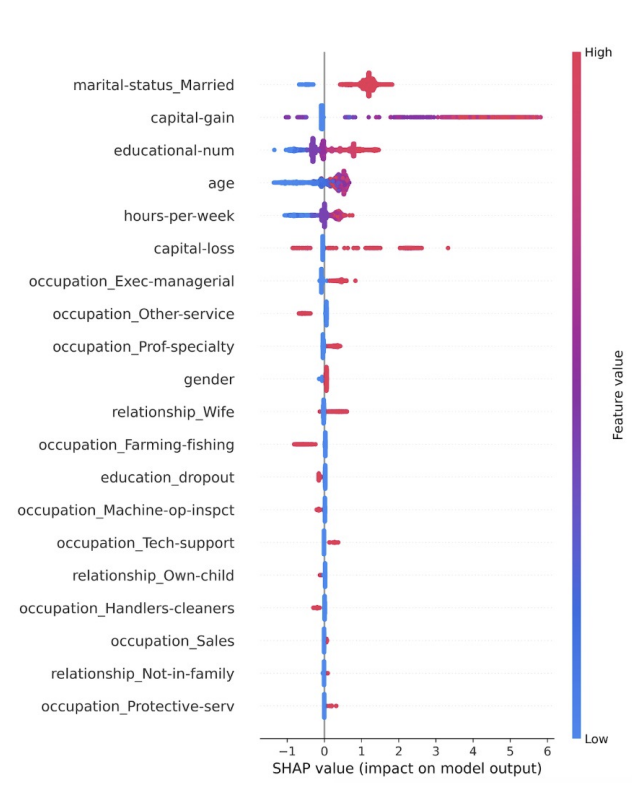 High
marital-status_Married
capital-gain
educational-num
age
hours-per-week
capital-loss
occupation_Exec-managerial
occupation_Other-service
occupation_Prof-specialty
gender
relationship_Wife
occupation_Farming-fishing
education_dropout
occupation_Machine-op-inspct
occupation_Tech-support
relationship_Own-child
occupation_Handlers-cleaners
occupation_Sales
relationship_Not-in-family
occupation_Protective-serv
Feature value
Low
−1 0 1 2 3 4 5 6
SHAP value (impact on model output)